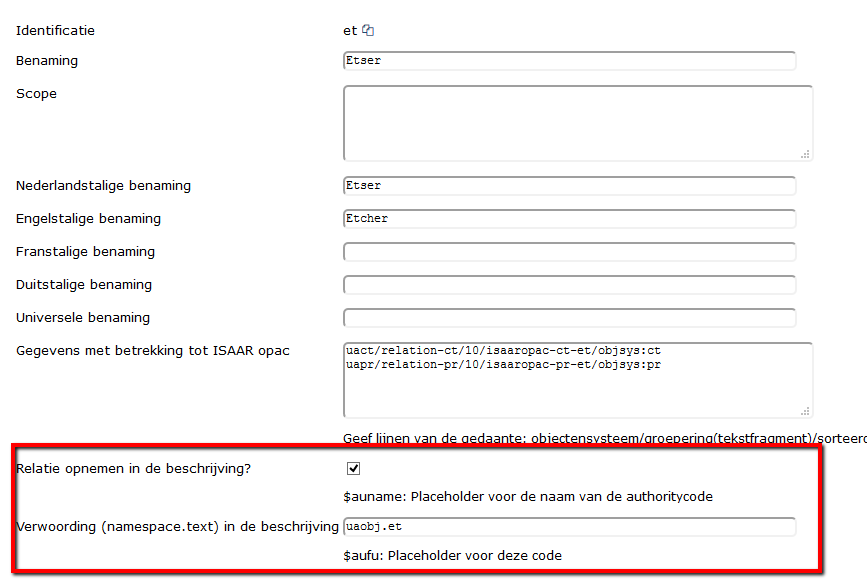 Identificatie et
Benaming Etser
Scope
Nederlandstalige benaming Etser
Engelstalige benaming Etcher
Franstalige benaming
Duitstalige benaming
Universele benaming
Gegevens met betrekking tot ISAAR opac uact/relation-ct/10/isaaropac-ct-et/objsys:ct
uapr/relation-pr/10/isaaropac-pr-et/objsys:pr
Geef lijnen van de gedaante: objectensysteem/groepering(tekstfragment)/sorteero
Relatie opnemen in de beschrijving?
$auname: Placeholder voor de naam van de authoritycode
Verwoording (namespace.text) in de beschrijving uaobj.et
$aufu: Placeholder voor deze code